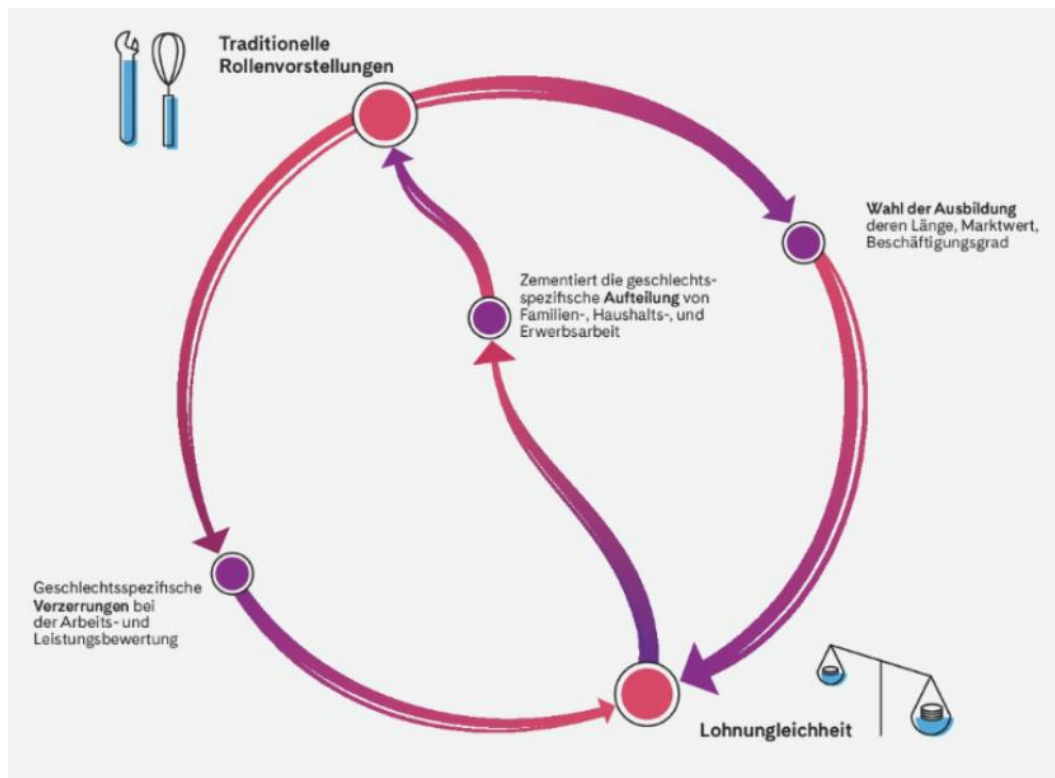 Traditionelle
Rollenvorstellungen
Wahl der Ausbildung
deren Länge, Marktwert,
Beschäftigungsgrad
Zementiert die geschlechts-
spezifische Aufteilung von
Familien-, Haushalts-, und
Erwerbsarbeit
Geschlechtsspezifische
Verzerrungen bei
der Arbeits- und
Leistungsbewertung
Lohnungleichheit